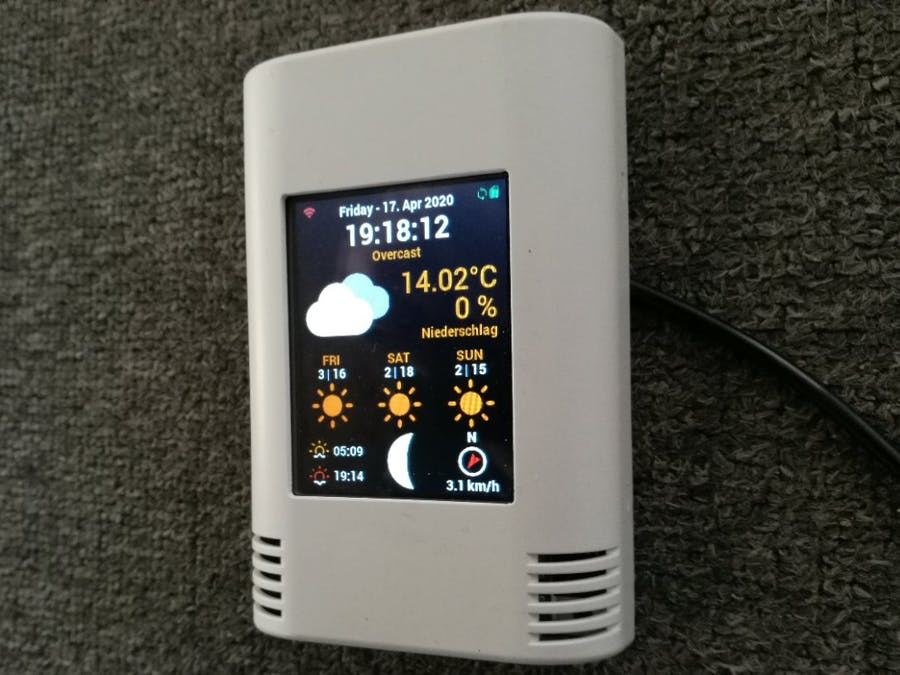 Friday - 17. Apr 2020
19:18:12
Overcast
14.02°C
0 %
Niederschlag
FRI SAT SUN
3|16 2|18 2|15
05:09
N
19:14
3.1 km/h